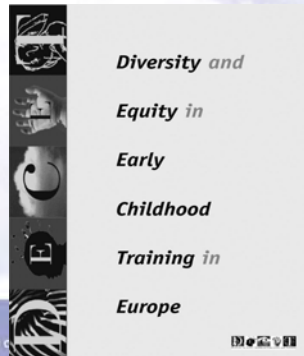 Diversity and
Equity in
Early
Childhood
Training in
Europe
D
E
C
E
T